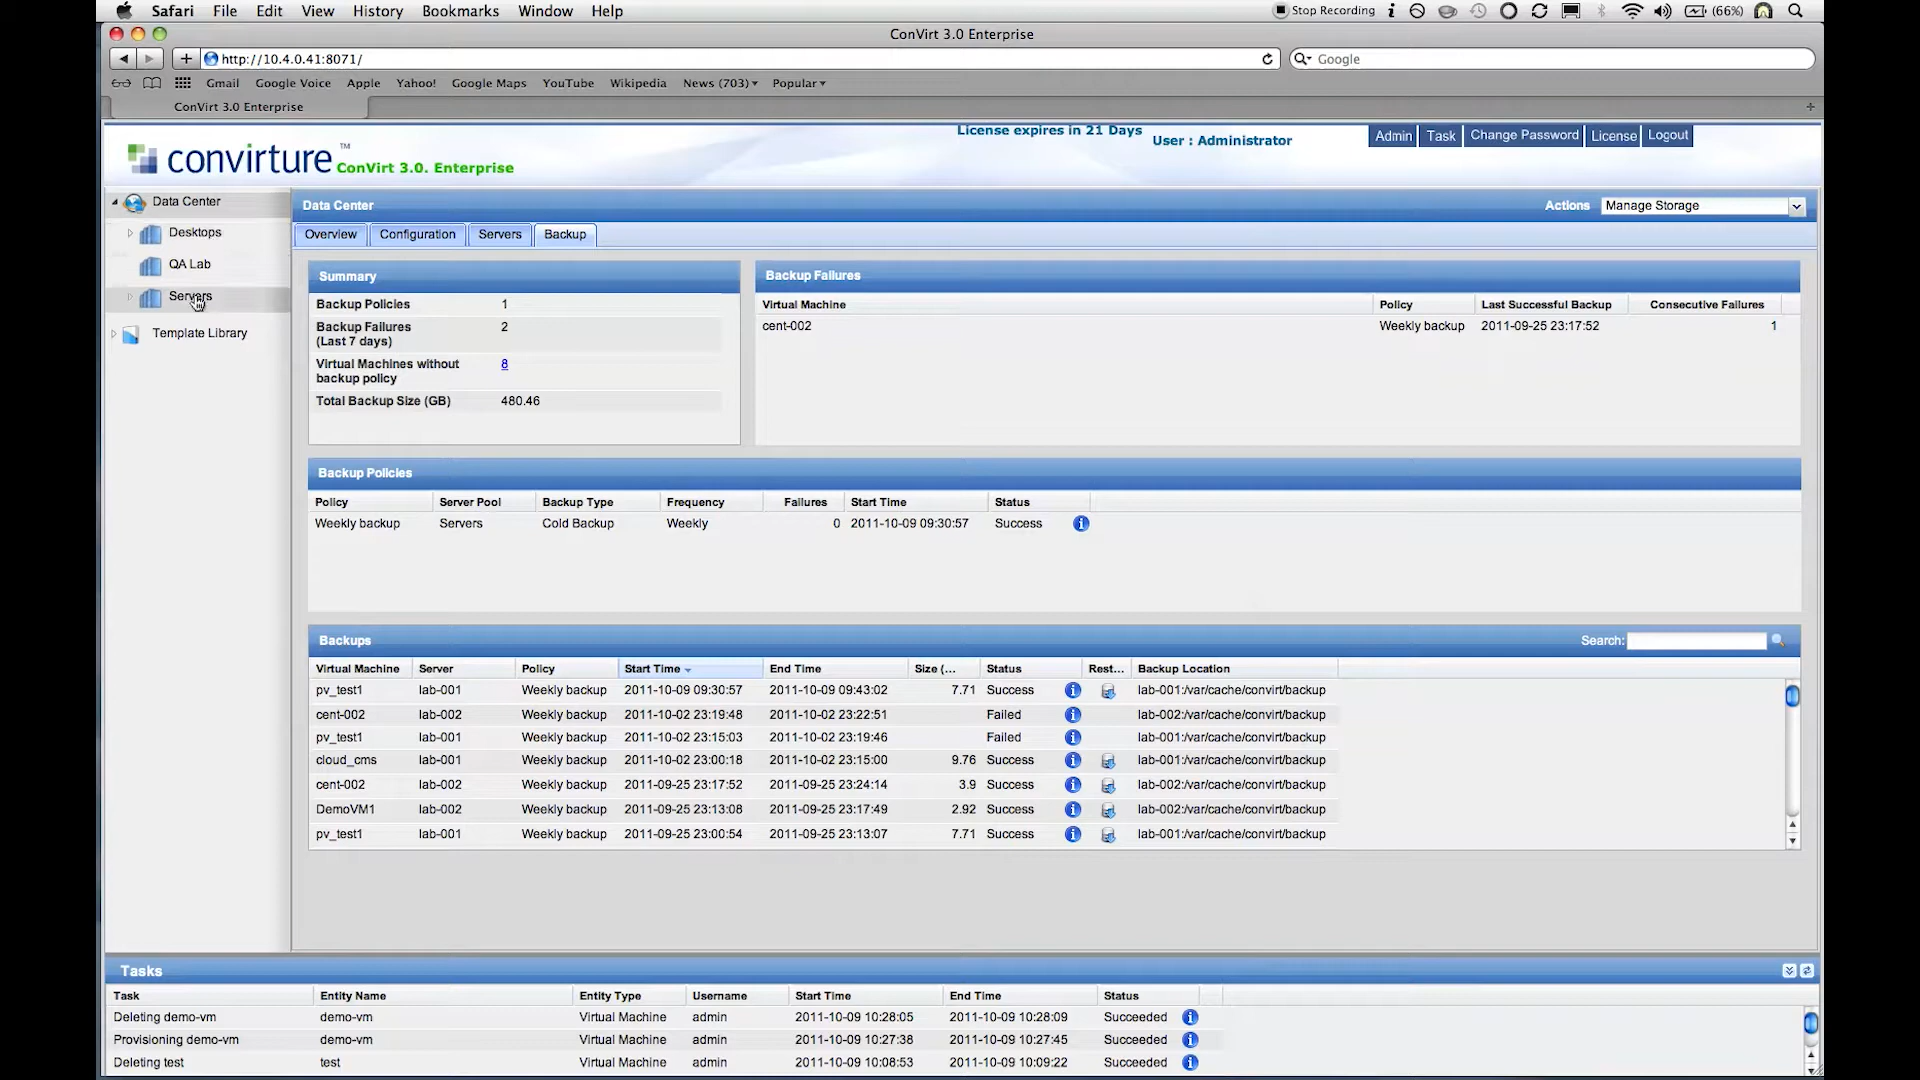 Safari File Edit View History Bookmarks Window Help Stop Recording (66%)
ConVirt 3.0 Enterprise
http://10.4.0.41:8071/ Google
Gmail Google Voice Apple Yahoo! Google Maps YouTube Wikipedia News (703) Popular
ConVirt 3.0 Enterprise
License expires in 21 Days User : Administrator Admin Task Change Password License Logout
convirture™ ConVirt 3.0. Enterprise
Data Center
Desktops
QA Lab
Servers
Template Library
Data Center Actions Manage Storage
Overview Configuration Servers Backup
Summary
Backup Policies 1
Backup Failures 2
(Last 7 days)
Virtual Machines without 8
backup policy
Total Backup Size (GB) 480.46
Backup Failures
Virtual Machine Policy Last Successful Backup Consecutive Failures
cent-002 Weekly backup 2011-09-25 23:17:52 1
Backup Policies
Policy Server Pool Backup Type Frequency Failures Start Time Status
Weekly backup Servers Cold Backup Weekly 0 2011-10-09 09:30:57 Success
Backups Search:
Virtual Machine Server Policy Start Time End Time Size (... Status Rest... Backup Location
pv_test1 lab-001 Weekly backup 2011-10-09 09:30:57 2011-10-09 09:43:02 7.71 Success lab-001:/var/cache/convirt/backup
cent-002 lab-002 Weekly backup 2011-10-02 23:19:48 2011-10-02 23:22:51 Failed lab-002:/var/cache/convirt/backup
pv_test1 lab-001 Weekly backup 2011-10-02 23:15:03 2011-10-02 23:19:46 Failed lab-001:/var/cache/convirt/backup
cloud_cms lab-001 Weekly backup 2011-10-02 23:00:18 2011-10-02 23:15:00 9.76 Success lab-001:/var/cache/convirt/backup
cent-002 lab-002 Weekly backup 2011-09-25 23:17:52 2011-09-25 23:24:14 3.9 Success lab-002:/var/cache/convirt/backup
DemoVM1 lab-002 Weekly backup 2011-09-25 23:13:08 2011-09-25 23:17:49 2.92 Success lab-002:/var/cache/convirt/backup
pv_test1 lab-001 Weekly backup 2011-09-25 23:00:54 2011-09-25 23:13:07 7.71 Success lab-001:/var/cache/convirt/backup
Tasks
Task Entity Name Entity Type Username Start Time End Time Status
Deleting demo-vm demo-vm Virtual Machine admin 2011-10-09 10:28:05 2011-10-09 10:28:09 Succeeded
Provisioning demo-vm demo-vm Virtual Machine admin 2011-10-09 10:27:38 2011-10-09 10:27:45 Succeeded
Deleting test test Virtual Machine admin 2011-10-09 10:08:53 2011-10-09 10:09:22 Succeeded